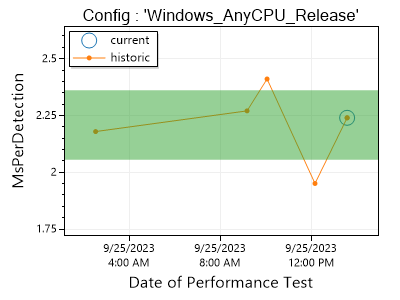 Config : 'Windows_AnyCPU_Release'
current
historic
MsPerDetection
2.5
2.25
2
1.75
9/25/2023
4:00 AM
9/25/2023
8:00 AM
9/25/2023
12:00 PM
Date of Performance Test